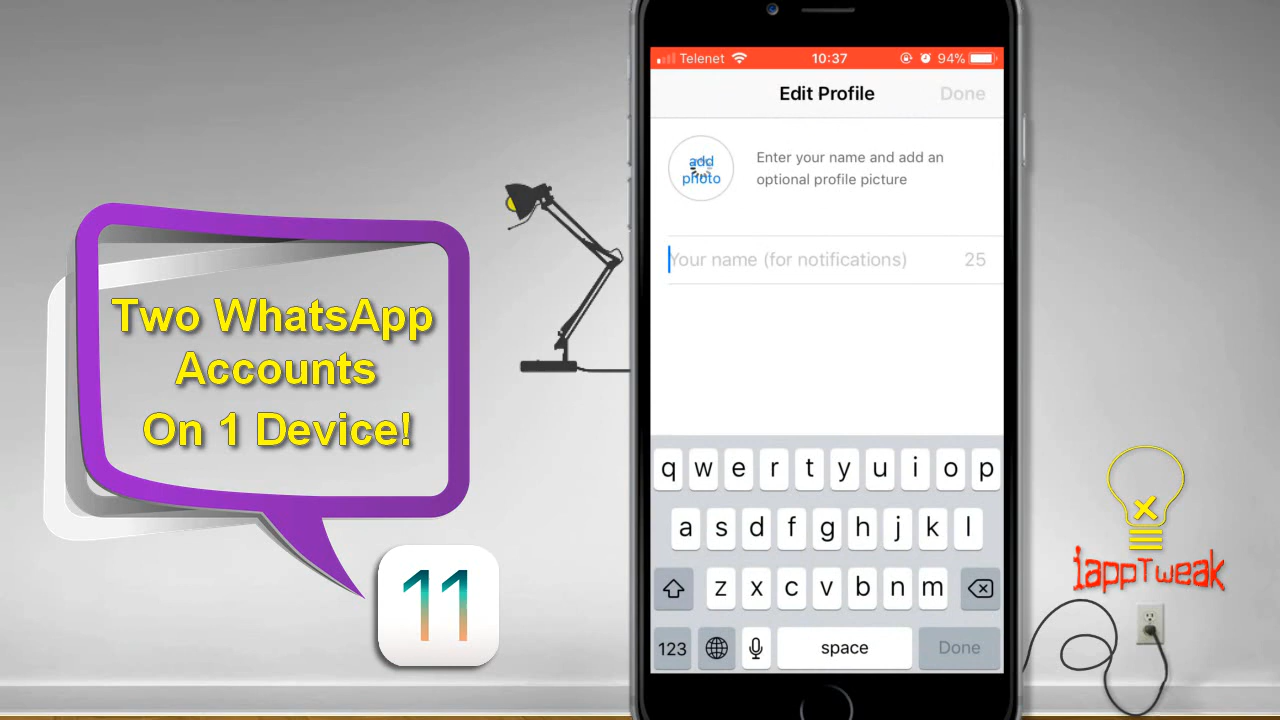 Two WhatsApp
Accounts
On 1 Device!
11
Telenet 10:37 94%
Edit Profile Done
add
photo
Enter your name and add an
optional profile picture
Your name (for notifications) 25
q w e r t y u i o p
a s d f g h j k l
z x c v b n m
123 space Done
iappTweak